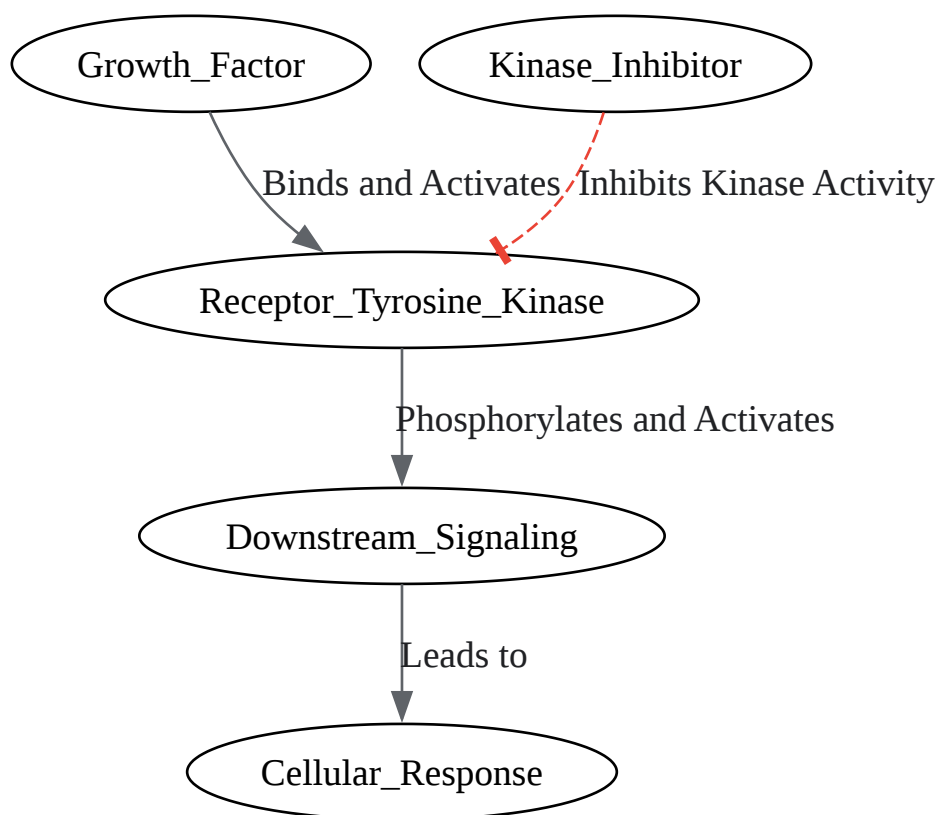 Growth_Factor
Kinase_Inhibitor
Binds and Activates
Inhibits Kinase Activity
Receptor_Tyrosine_Kinase
Phosphorylates and Activates
Downstream_Signaling
Leads to
Cellular_Response